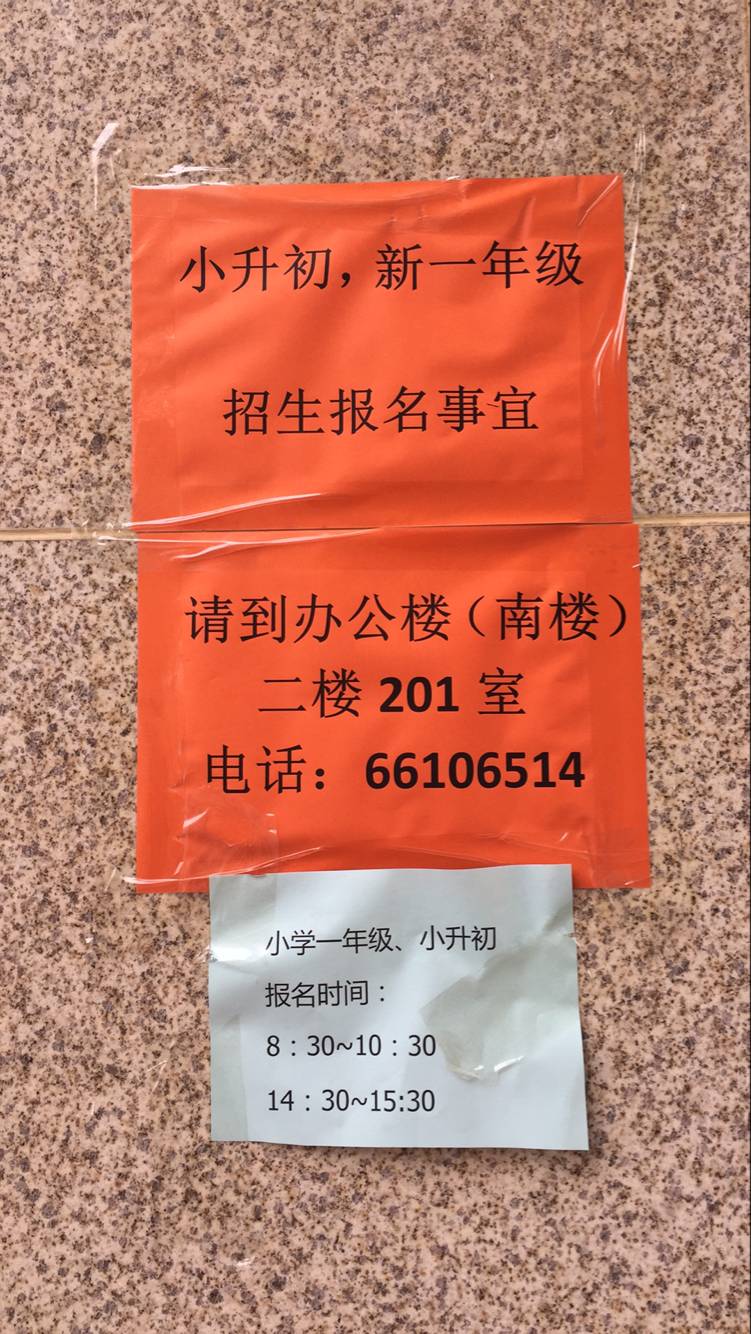 小升初，新一年级
招生报名事宜
请到办公楼（南楼）
二楼 201 室
电话： 66106514
小学一年级、小升初
报名时间：
8：30~10：30
14：30~15:30